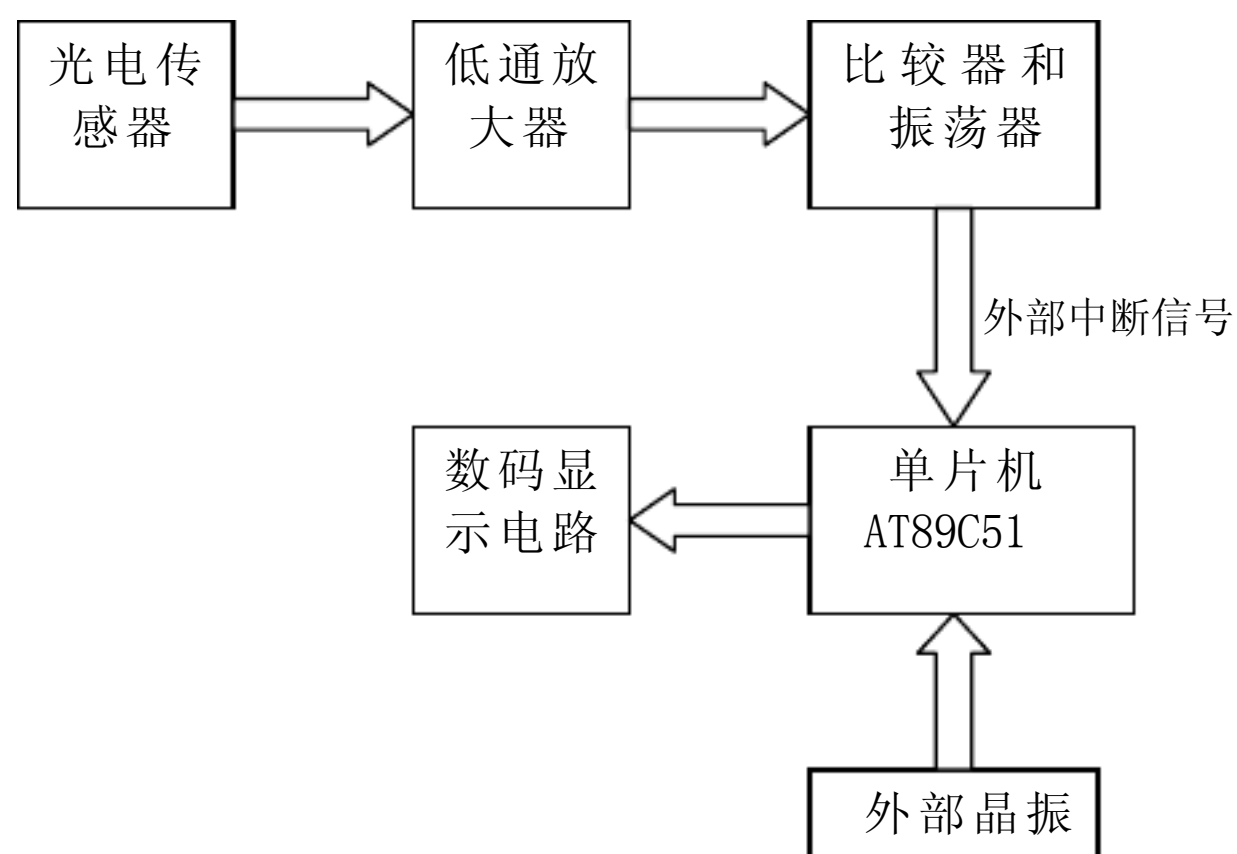 光电传
感器
低通放
大器
比较器和
振荡器
外部中断信号
数码显
示电路
单片机
AT89C51
外部晶振